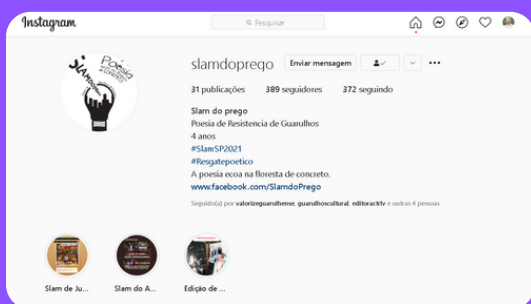 Instagram
Pesquisar
slamdoprego Enviar mensagem
31 publicações 389 seguidores 372 seguindo
Slam do prego
Poesia de Resistencia de Guarulhos
4 anos
#SlamSP2021
#Resgatepoetico
A poesia ecoa na floresta de concreto.
www.facebook.com/SlamdoPrego
Seguido(a) por valorizeguarulhense, guarulhoscultural, editoractrlv e outras 4 pessoas
Slam de Ju... Slam do A... Edição de ...